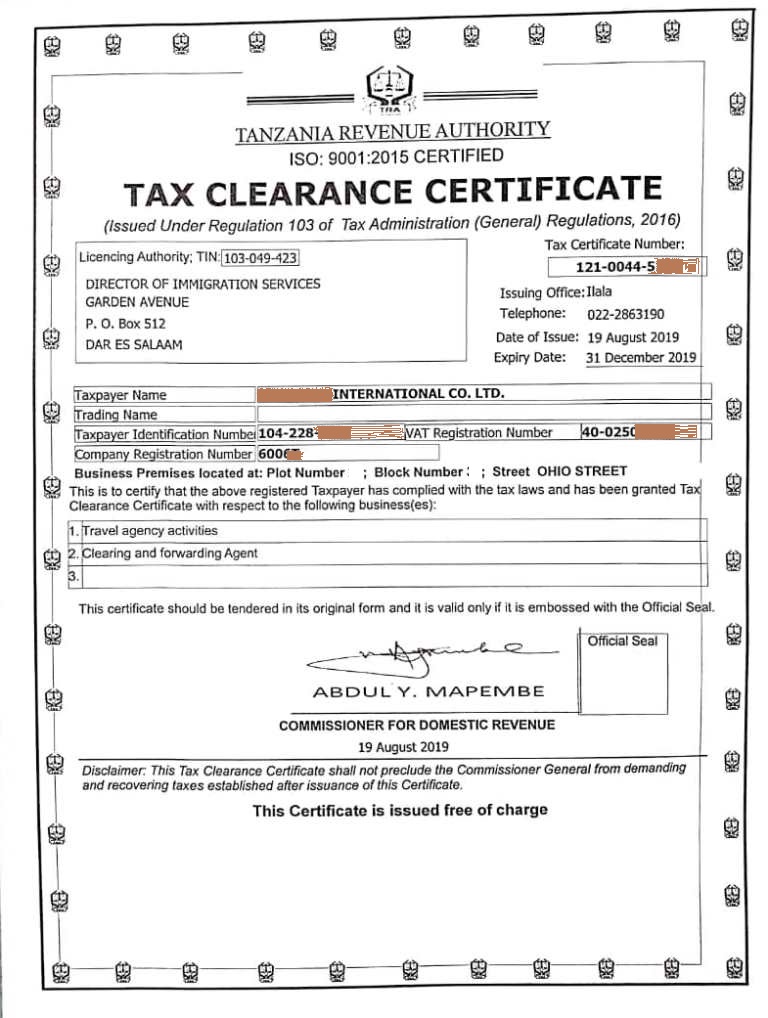 TRA
TANZANIA REVENUE AUTHORITY
ISO: 9001:2015 CERTIFIED
TAX CLEARANCE CERTIFICATE
(Issued Under Regulation 103 of Tax Administration (General) Regulations, 2016)
Licencing Authority; TIN: 103-049-423
DIRECTOR OF IMMIGRATION SERVICES
GARDEN AVENUE
P. O. Box 512
DAR ES SALAAM
Tax Certificate Number:
121-0044-5
Issuing Office: Ilala
Telephone: 022-2863190
Date of Issue: 19 August 2019
Expiry Date: 31 December 2019
Taxpayer Name INTERNATIONAL CO. LTD.
Trading Name
Taxpayer Identification Number 104-228- VAT Registration Number 40-0250
Company Registration Number 6006
Business Premises located at: Plot Number ; Block Number : ; Street OHIO STREET
This is to certify that the above registered Taxpayer has complied with the tax laws and has been granted Tax
Clearance Certificate with respect to the following business(es):
1. Travel agency activities
2. Clearing and forwarding Agent
3.
This certificate should be tendered in its original form and it is valid only if it is embossed with the Official Seal.
Official Seal
ABDUL Y. MAPEMBE
COMMISSIONER FOR DOMESTIC REVENUE
19 August 2019
Disclaimer: This Tax Clearance Certificate shall not preclude the Commissioner General from demanding
and recovering taxes established after issuance of this Certificate.
This Certificate is issued free of charge